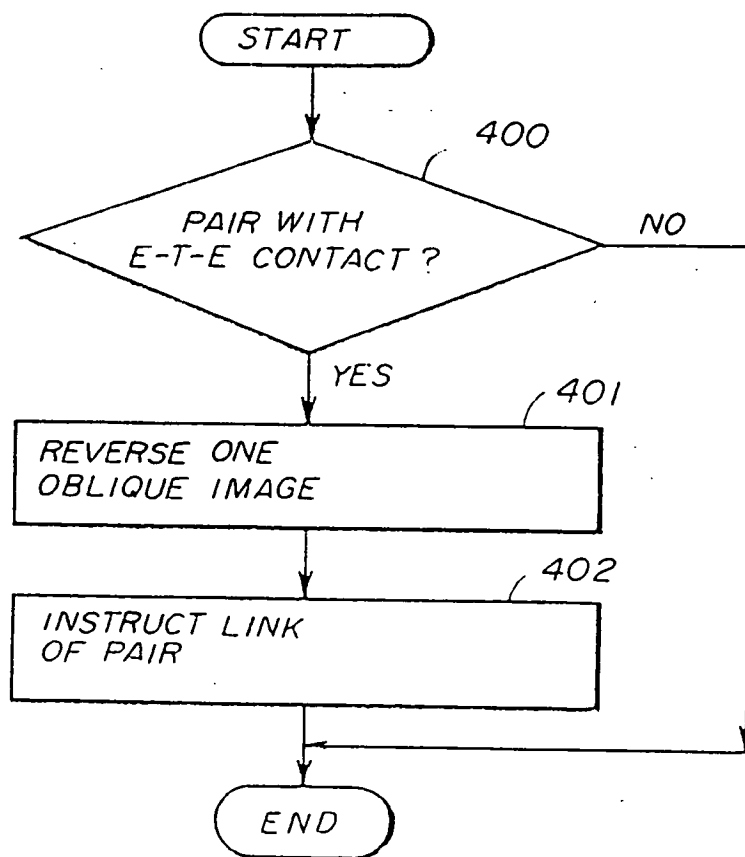 START
400
PAIR WITH
E-T-E CONTACT?
NO
YES
401
REVERSE ONE
OBLIQUE IMAGE
402
INSTRUCT LINK
OF PAIR
END